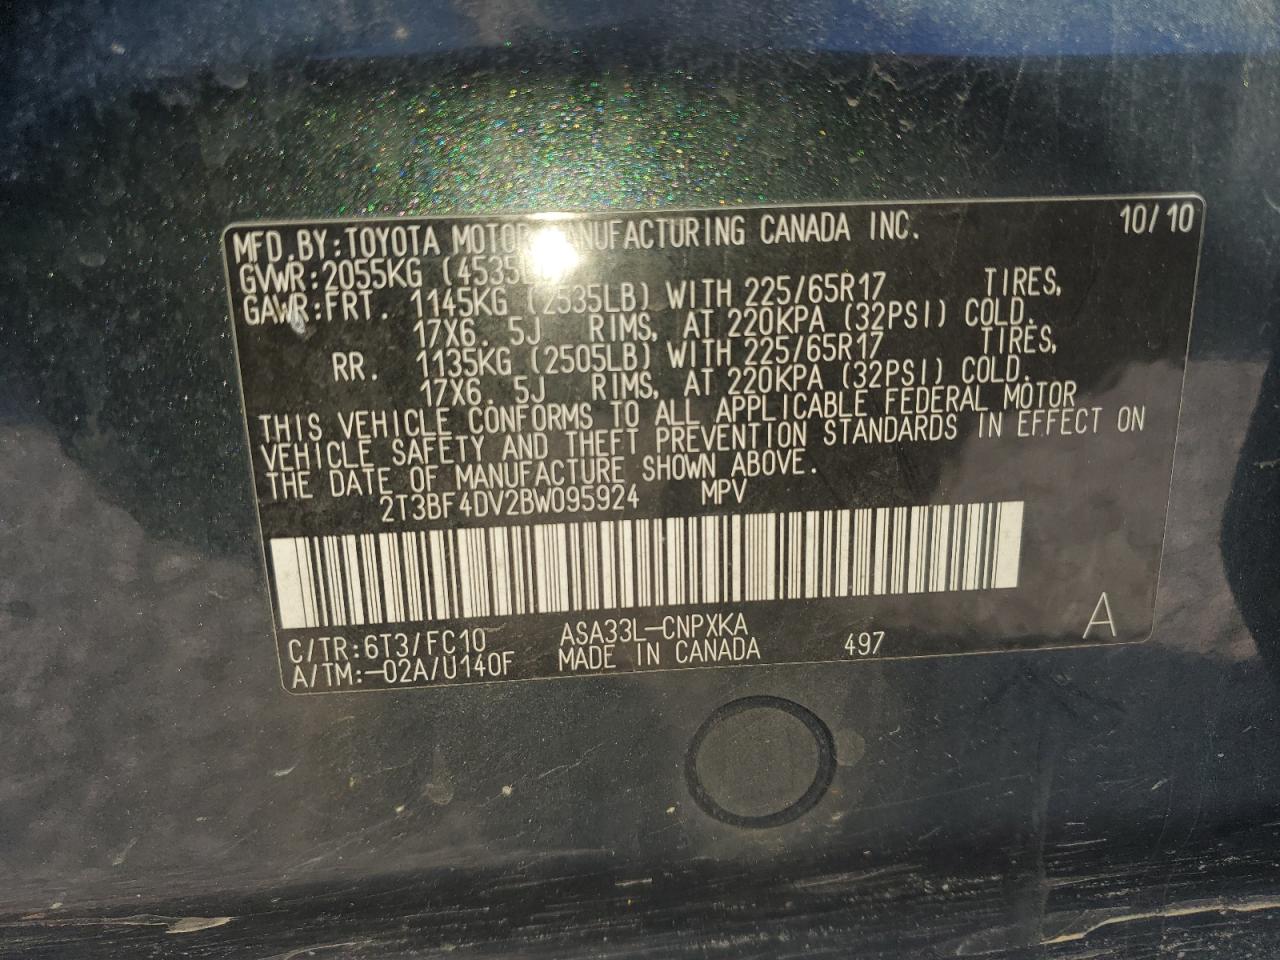 MFD.BY:TOYOTA MOTOR MANUFACTURING CANADA INC. 10/10
GVWR:2055KG (4535LB)
GAWR:FRT. 1145KG (2535LB) WITH 225/65R17 TIRES,
17X6.5J RIMS, AT 220KPA (32PSI) COLD.
RR. 1135KG (2505LB) WITH 225/65R17 TIRES,
17X6.5J RIMS, AT 220KPA (32PSI) COLD.
THIS VEHICLE CONFORMS TO ALL APPLICABLE FEDERAL MOTOR
VEHICLE SAFETY AND THEFT PREVENTION STANDARDS IN EFFECT ON
THE DATE OF MANUFACTURE SHOWN ABOVE.
2T3BF4DV2BW095924 MPV
C/TR:6T3/FC10 ASA33L-CNPXKA A
A/TM:-02A/U140F MADE IN CANADA 497